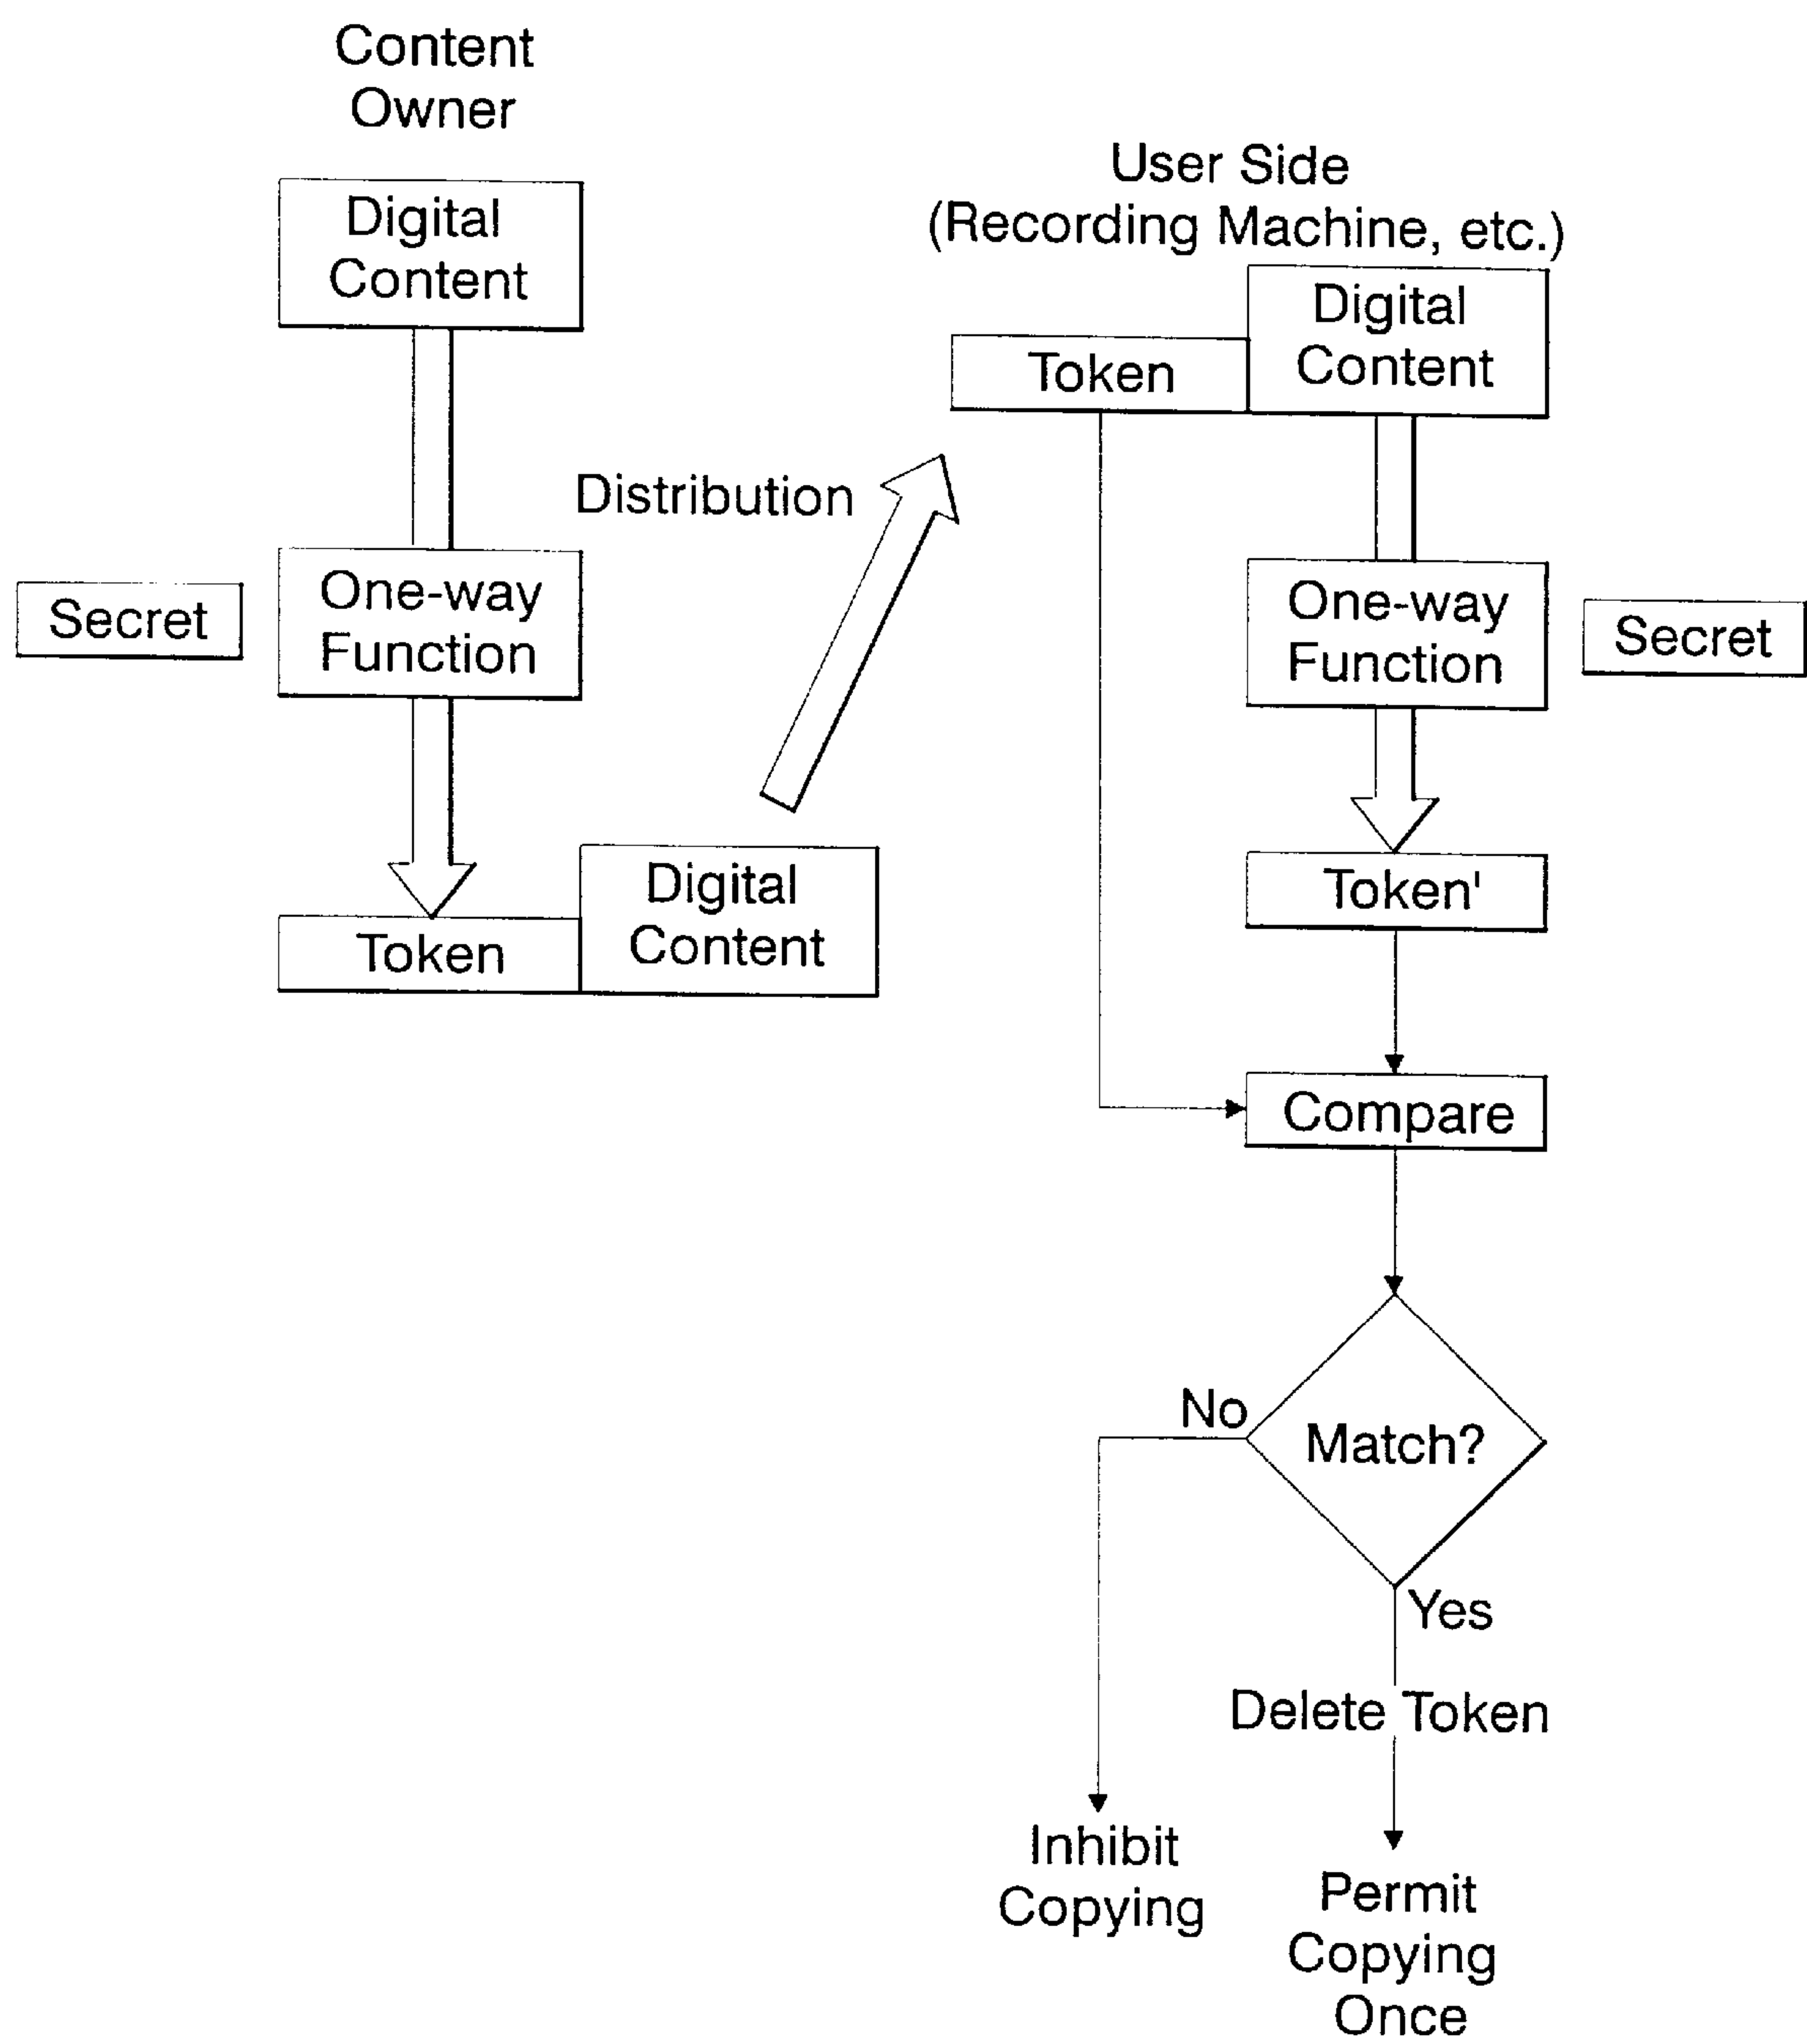 Content
Owner
Digital
Content
Secret
One-way
Function
Token
Digital
Content
Distribution
User Side
(Recording Machine, etc.)
Token
Digital
Content
One-way
Function
Secret
Token'
Compare
Match?
No
Yes
Delete Token
Inhibit
Copying
Permit
Copying
Once